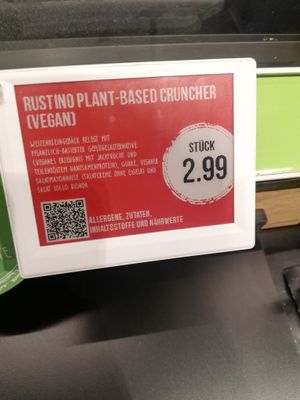 RUSTINO PLANT-BASED CRUNCHER
(VEGAN)
WEIZENKLEINGEBÄCK BELEGT MIT
PFLANZLICH-BASIERTER GEFLÜGELALTERNATIVE
(VEGANES ERZEUGNIS MIT JACKFRUCHT UND
TEILENTÖLTEM HANFSAMENPROTEIN), GURKE, VEGANER
SALATMAYONNAISE (SALATCREME OHNE EIGELB) UND
SALAT (LOLLO BIONDA
STÜCK
2.99
ALLERGENE, ZUTATEN,
INHALTSSTOFFE UND NÄHRWERTE